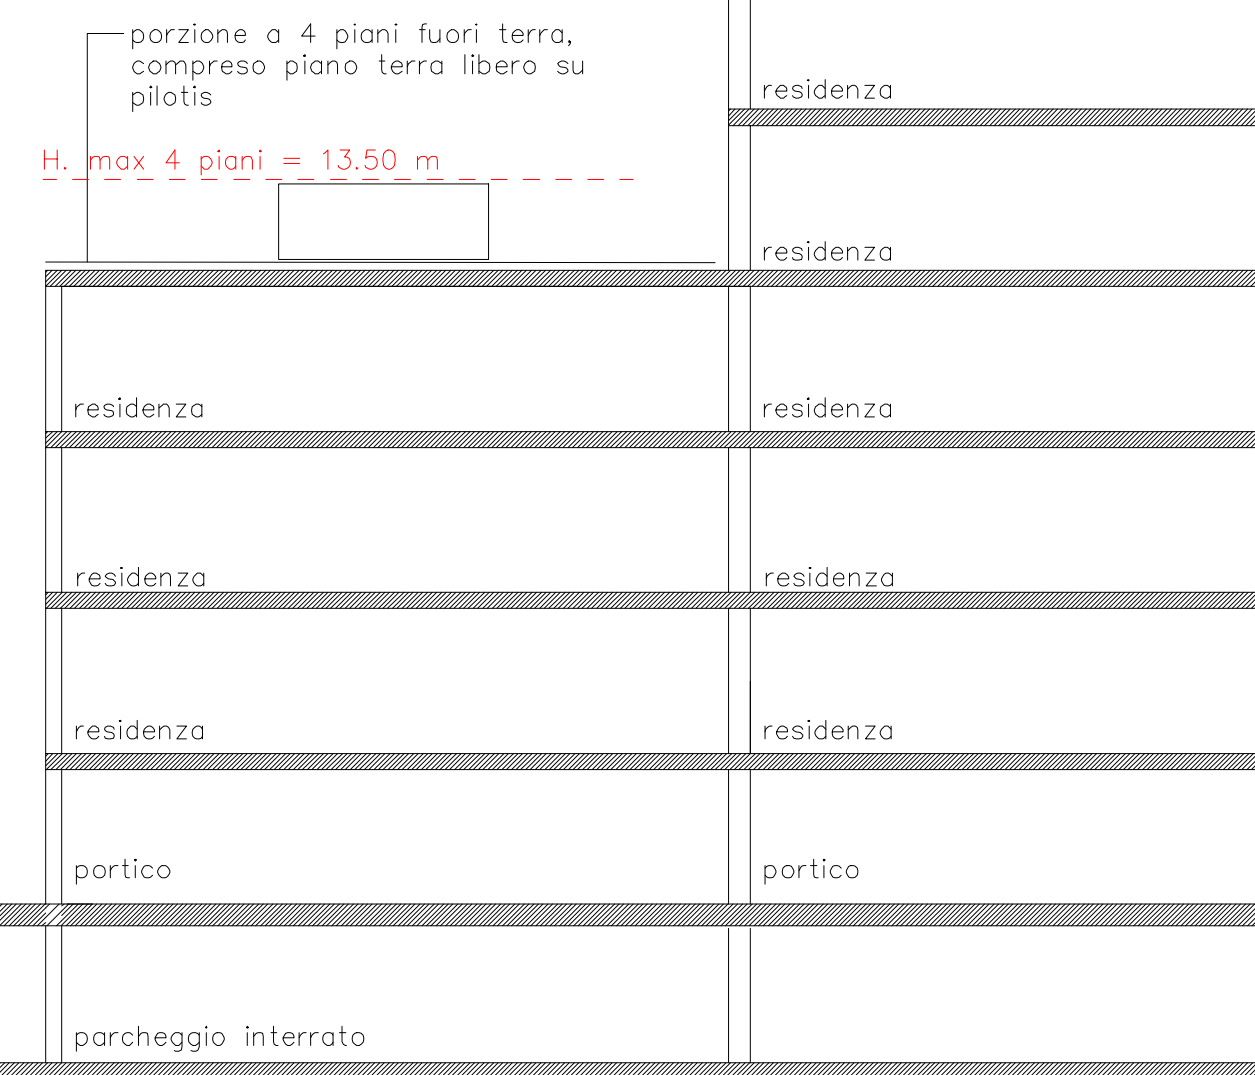 porzione a 4 piani fuori terra,
compreso piano terra libero su
pilotis
residenza
H. max 4 piani = 13.50 m
residenza
residenza
residenza
residenza
residenza
residenza
residenza
portico
portico
parcheggio interrato